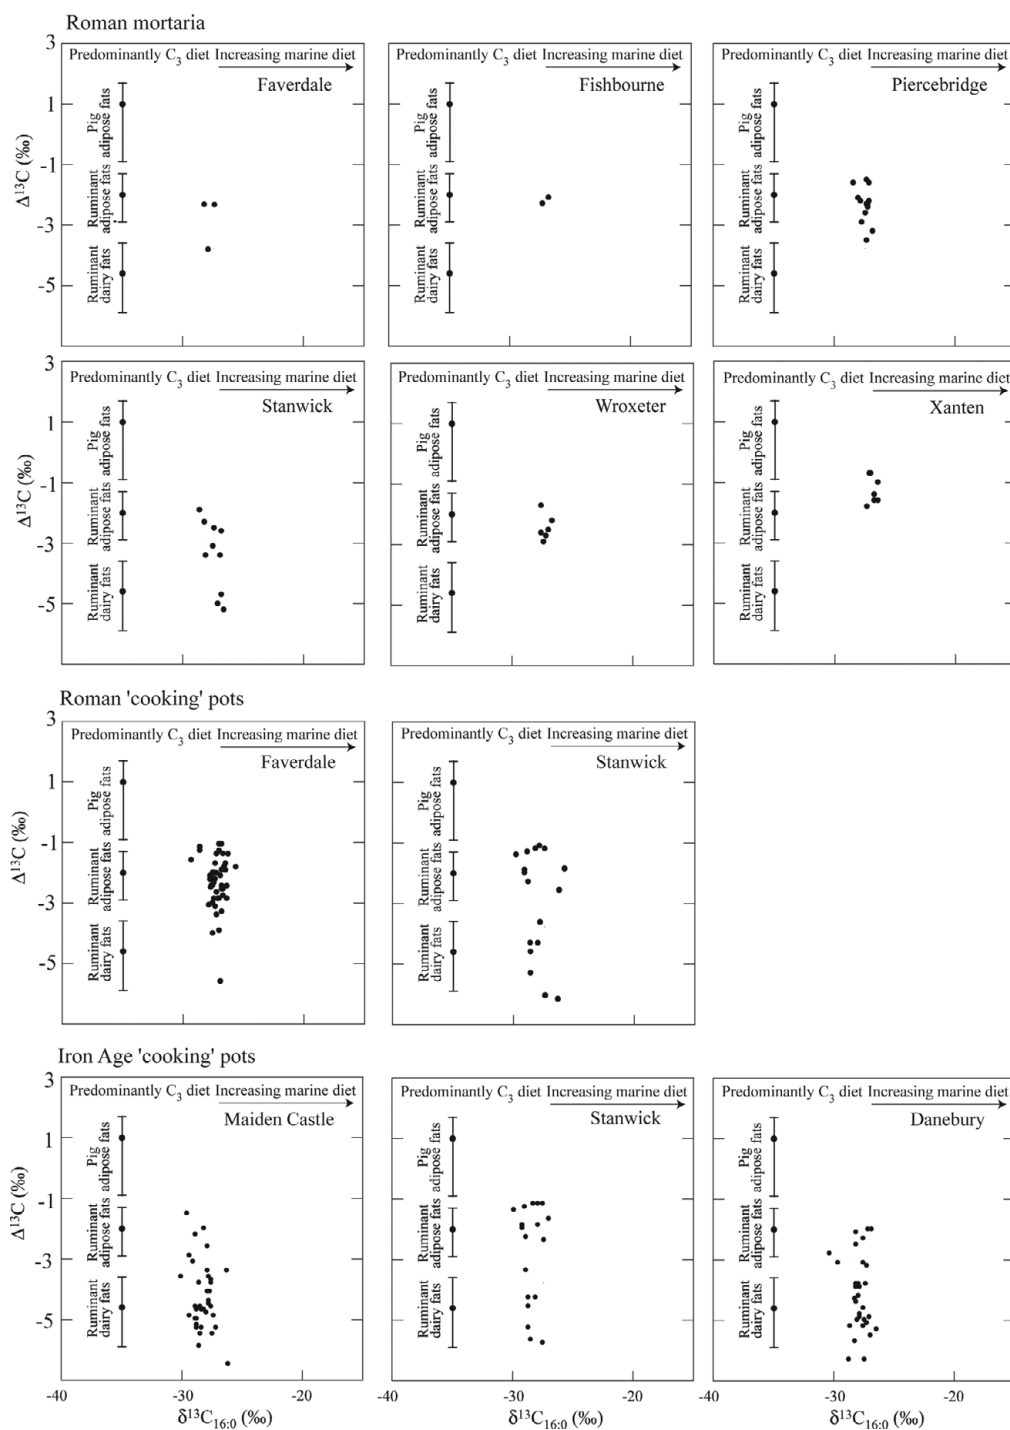 Roman mortaria
3
Predominantly C3 diet Increasing marine diet
Faverdale
1
-1
-3
-5
Δ13C (‰)
Pig
adipose fats
Ruminant
adipose fats
Ruminant
dairy fats
Predominantly C3 diet Increasing marine diet
Fishbourne
Pig
adipose fats
Ruminant
adipose fats
Ruminant
dairy fats
Predominantly C3 diet Increasing marine diet
Piercebridge
Pig
adipose fats
Ruminant
adipose fats
Ruminant
dairy fats
3
Predominantly C3 diet Increasing marine diet
Stanwick
1
-1
-3
-5
Δ13C (‰)
Pig
adipose fats
Ruminant
adipose fats
Ruminant
dairy fats
Predominantly C3 diet Increasing marine diet
Wroxeter
Pig
adipose fats
Ruminant
adipose fats
Ruminant
dairy fats
Predominantly C3 diet Increasing marine diet
Xanten
Pig
adipose fats
Ruminant
adipose fats
Ruminant
dairy fats
Roman 'cooking' pots
3
Predominantly C3 diet Increasing marine diet
Faverdale
1
-1
-3
-5
Δ13C (‰)
Pig
adipose fats
Ruminant
adipose fats
Ruminant
dairy fats
Predominantly C3 diet Increasing marine diet
Stanwick
Pig
adipose fats
Ruminant
adipose fats
Ruminant
dairy fats
Iron Age 'cooking' pots
3
Predominantly C3 diet Increasing marine diet
Maiden Castle
1
-1
-3
-5
Δ13C (‰)
Pig
adipose fats
Ruminant
adipose fats
Ruminant
dairy fats
-40 -30 -20
δ13C16:0 (‰)
Predominantly C3 diet Increasing marine diet
Stanwick
Pig
adipose fats
Ruminant
adipose fats
Ruminant
dairy fats
-40 -30 -20
δ13C16:0 (‰)
Predominantly C3 diet Increasing marine diet
Danebury
Pig
adipose fats
Ruminant
adipose fats
Ruminant
dairy fats
-40 -30 -20
δ13C16:0 (‰)